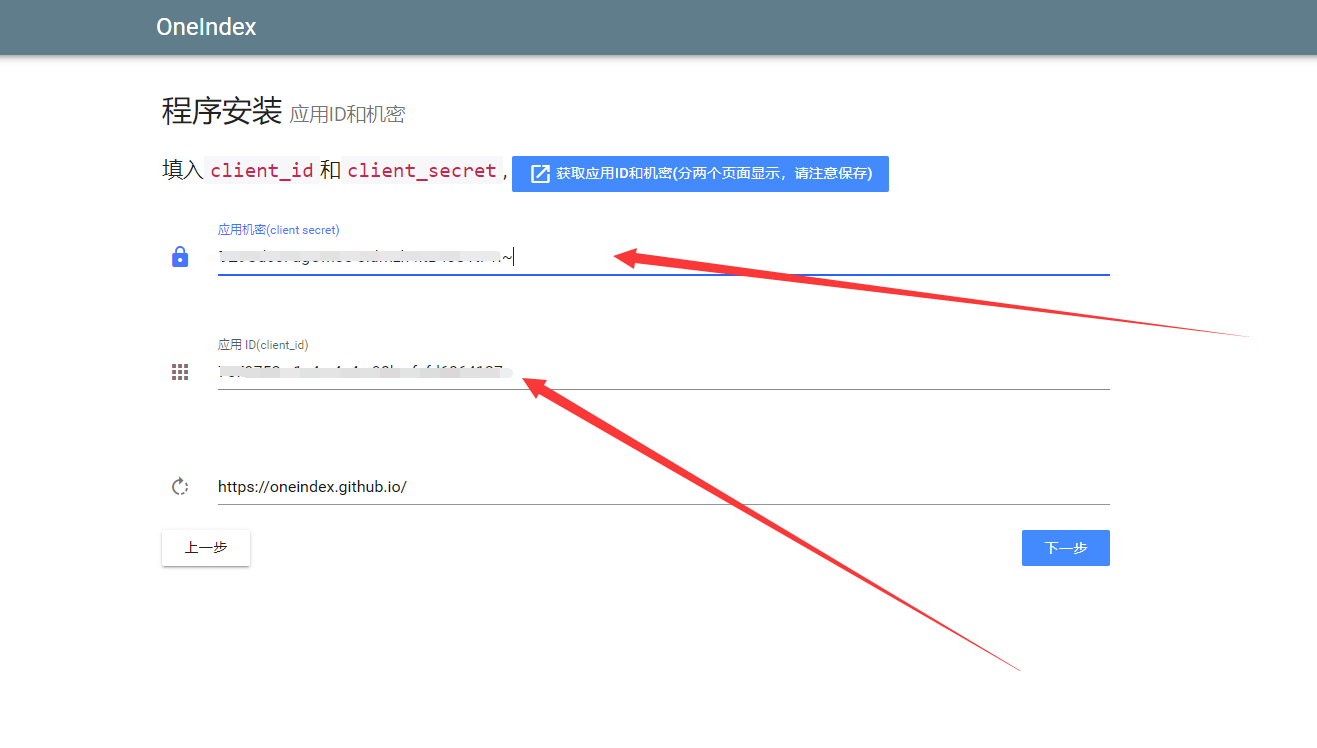 OneIndex
程序安装 应用ID和机密
填入 client_id 和 client_secret , 获取应用ID和机密(分两个页面显示，请注意保存)
应用机密(client secret)
应用 ID(client_id)
https://oneindex.github.io/
上一步 下一步